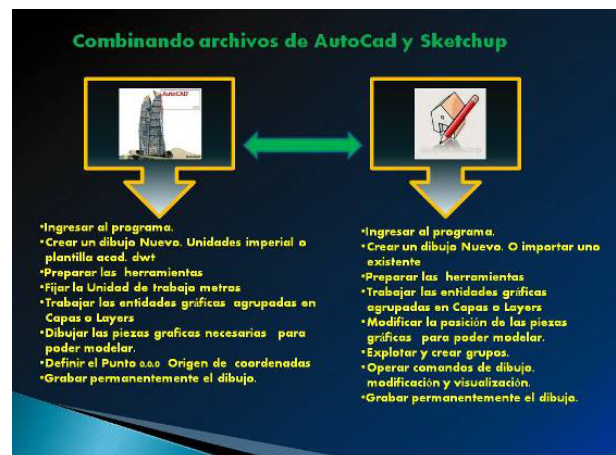 Combinando archivos de AutoCad y Sketchup
AutoCAD
•Ingresar al programa.
•Crear un dibujo Nuevo. Unidades imperial o
plantilla acad. dwt
•Preparar las herramientas
•Fijar la Unidad de trabajo metros
•Trabajar las entidades gráficas agrupadas en
Capas o Layers
•Dibujar las piezas graficas necesarias para
poder modelar.
•Definir el Punto 0,0,0 Origen de coordenadas
•Grabar permanentemente el dibujo.
•Ingresar al programa.
•Crear un dibujo Nuevo. O importar uno
existente
•Preparar las herramientas
•Trabajar las entidades gráficas
agrupadas en Capas o Layers
•Modificar la posición de las piezas
gráficas para poder modelar.
•Explotar y crear grupos.
•Operar comandos de dibujo,
modificación y visualización.
•Grabar permanentemente el dibujo.